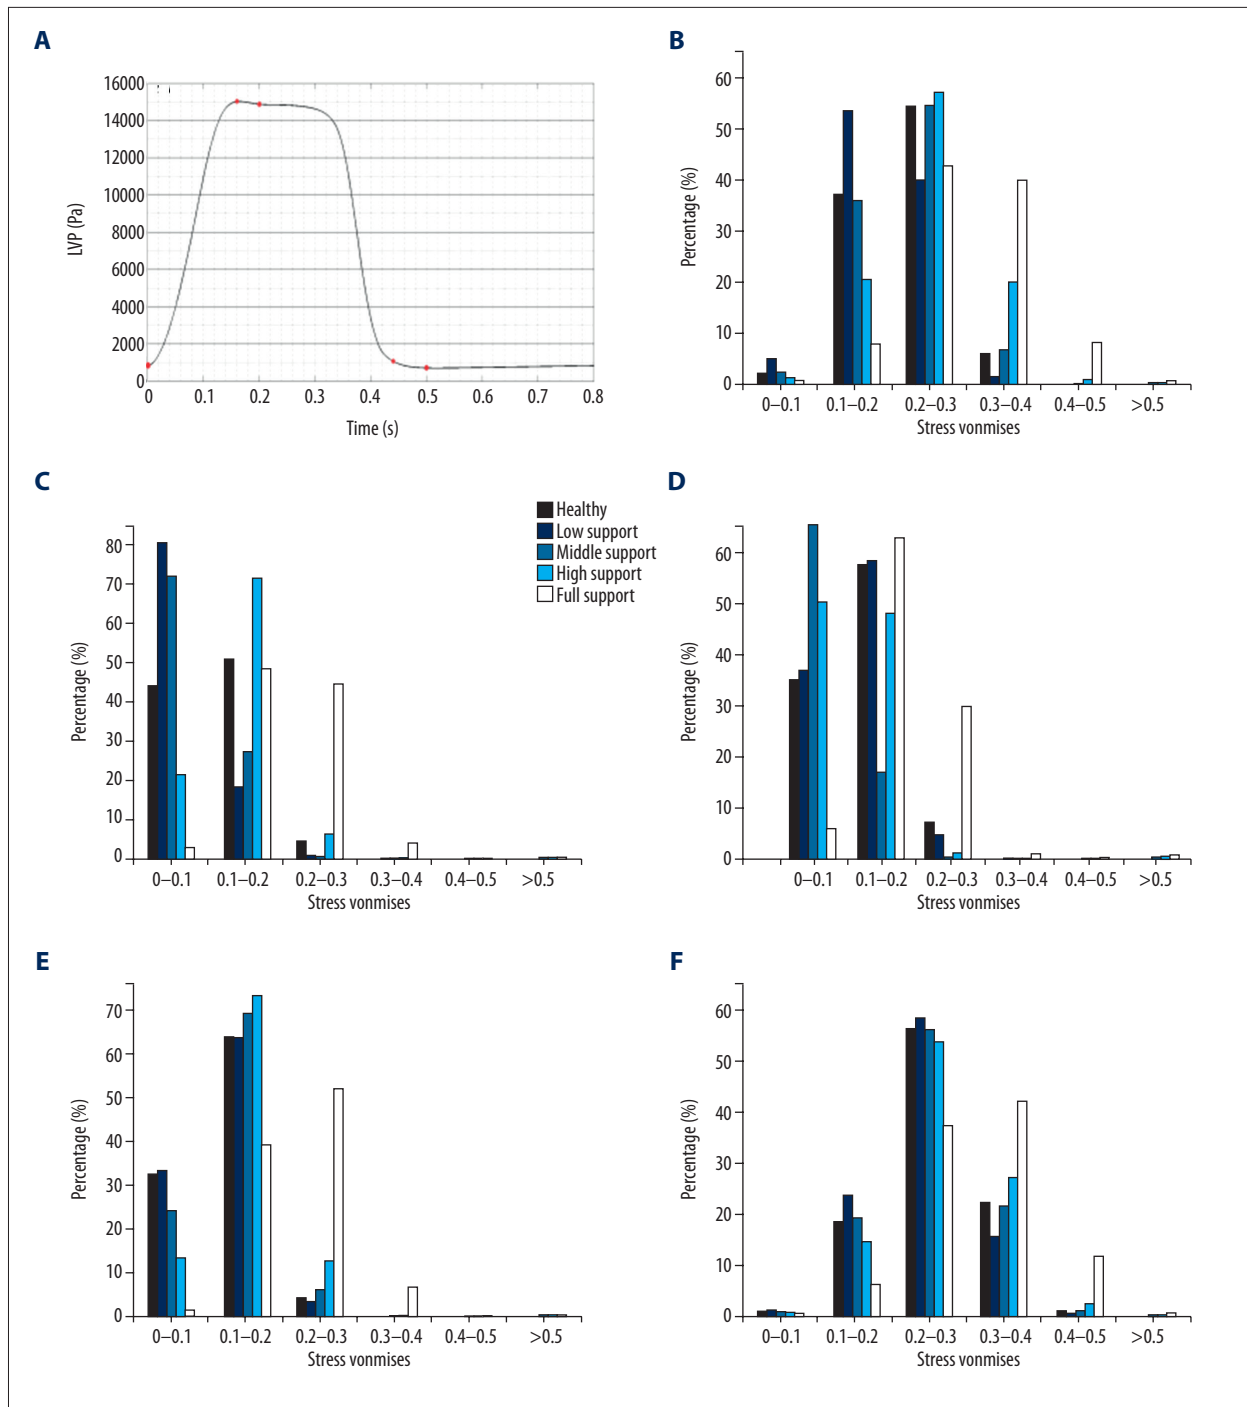 A
16000
14000
12000
10000
8000
6000
4000
2000
0
LVP (Pa)
0 0.1 0.2 0.3 0.4 0.5 0.6 0.7 0.8
Time (s)
B
60
50
40
30
20
10
0
Percentage (%)
0–0.1 0.1–0.2 0.2–0.3 0.3–0.4 0.4–0.5 >0.5
Stress vonmises
C
80
70
60
50
40
30
20
10
0
Percentage (%)
0–0.1 0.1–0.2 0.2–0.3 0.3–0.4 0.4–0.5 >0.5
Stress vonmises
Healthy
Low support
Middle support
High support
Full support
D
60
50
40
30
20
10
0
Percentage (%)
0–0.1 0.1–0.2 0.2–0.3 0.3–0.4 0.4–0.5 >0.5
Stress vonmises
E
70
60
50
40
30
20
10
0
Percentage (%)
0–0.1 0.1–0.2 0.2–0.3 0.3–0.4 0.4–0.5 >0.5
Stress vonmises
F
60
50
40
30
20
10
0
Percentage (%)
0–0.1 0.1–0.2 0.2–0.3 0.3–0.4 0.4–0.5 >0.5
Stress vonmises